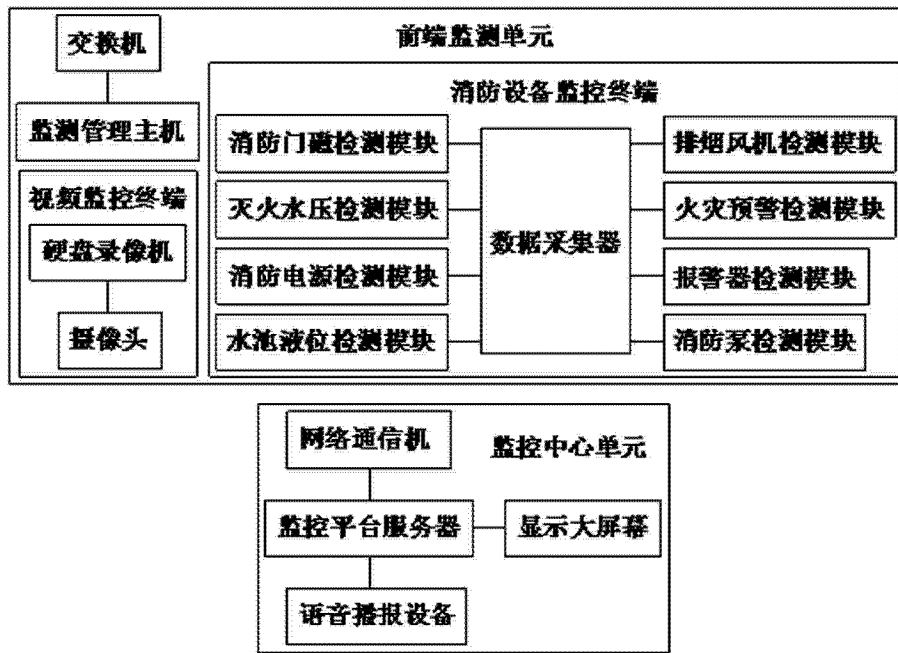 前端监测单元
交换机
监测管理主机
视频监控终端
硬盘录像机
摄像头
消防设备监控终端
消防门磁检测模块
灭火水压检测模块
消防电源检测模块
水池液位检测模块
数据采集器
排烟风机检测模块
火灾预警检测模块
报警器检测模块
消防泵检测模块
监控中心单元
网络通信机
监控平台服务器
显示大屏幕
语音播报设备